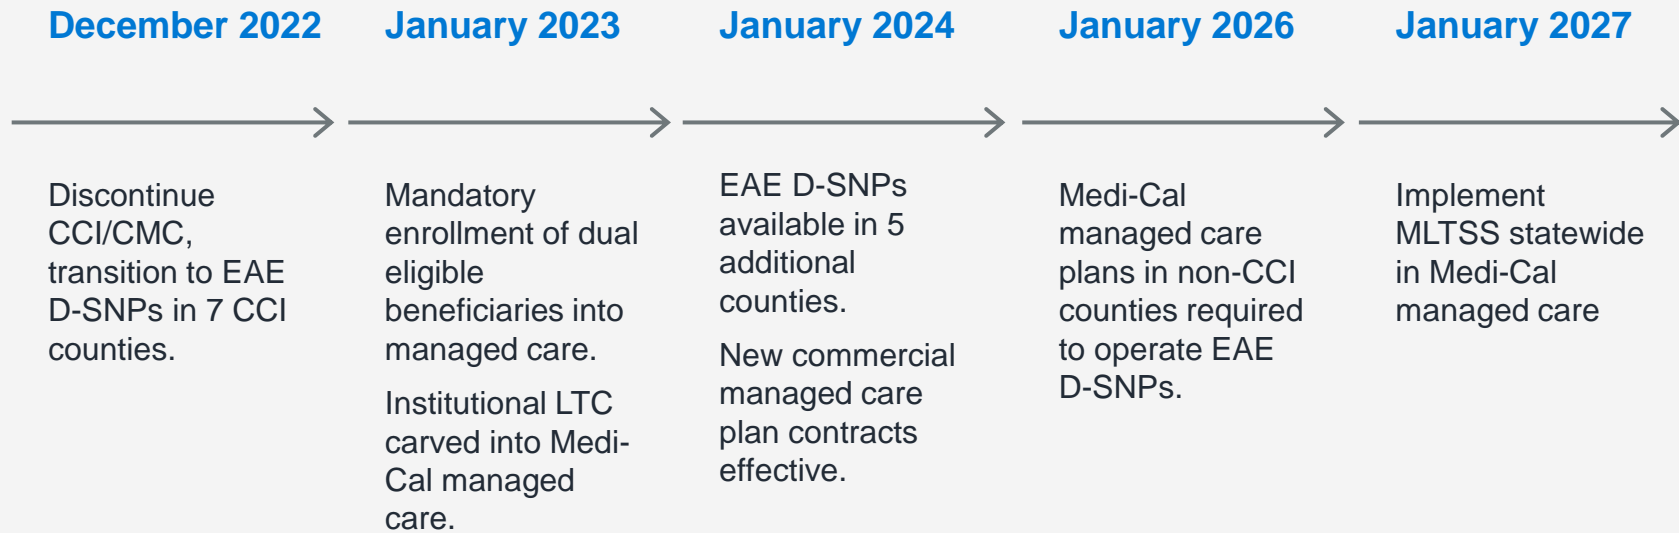 December 2022
January 2023
January 2024
January 2026
January 2027
Discontinue
CCI/CMC,
transition to EAE
D-SNPs in 7 CCI
counties.
Mandatory
enrollment of dual
eligible
beneficiaries into
managed care.
Institutional LTC
carved into Medi-
Cal managed
care.
EAE D-SNPs
available in 5
additional
counties.
New commercial
managed care
plan contracts
effective.
Medi-Cal
managed care
plans in non-CCI
counties required
to operate EAE
D-SNPs.
Implement
MLTSS statewide
in Medi-Cal
managed care